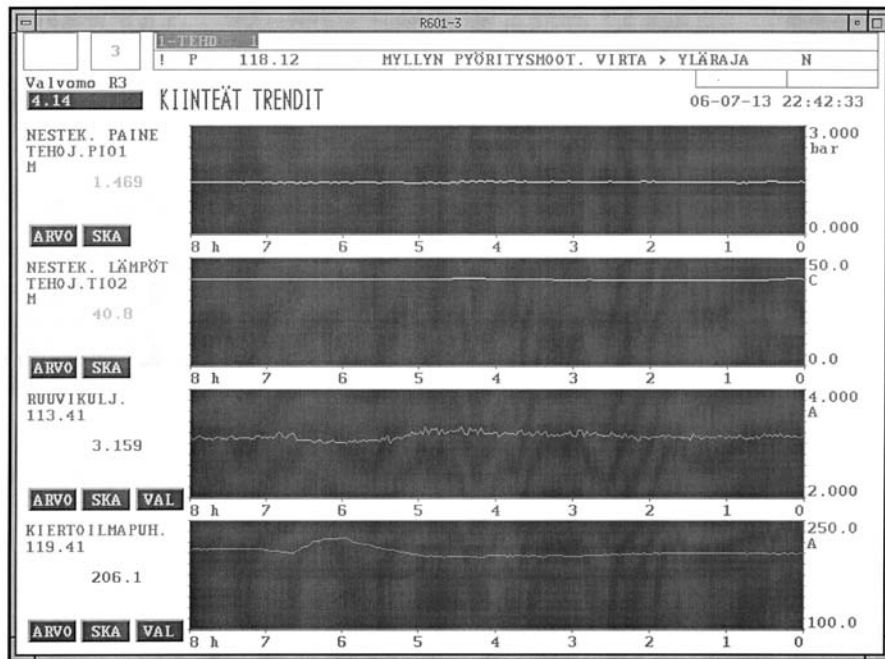 R601-3
3
1-TEHD 1
! P 118.12 MYLLYN PYÖRITYSMOOT. VIRTA > YLÄRAJA N
Valvomo R3
4.14
KIINTEÄT TRENDIT
06-07-13 22:42:33
NESTEK. PAINE
TEHOJ.PI01
M
1.469
ARVO SKA
3.000
bar
0.000
8 h 7 6 5 4 3 2 1 0
NESTEK. LÄMPÖT
TEHOJ.TI02
M
40.8
ARVO SKA
50.0
C
0.0
8 h 7 6 5 4 3 2 1 0
RUUVIKULJ.
113.41
3.159
ARVO SKA VAL
4.000
A
2.000
8 h 7 6 5 4 3 2 1 0
KIERTOILMAPUH.
119.41
206.1
ARVO SKA VAL
250.0
A
100.0
8 h 7 6 5 4 3 2 1 0